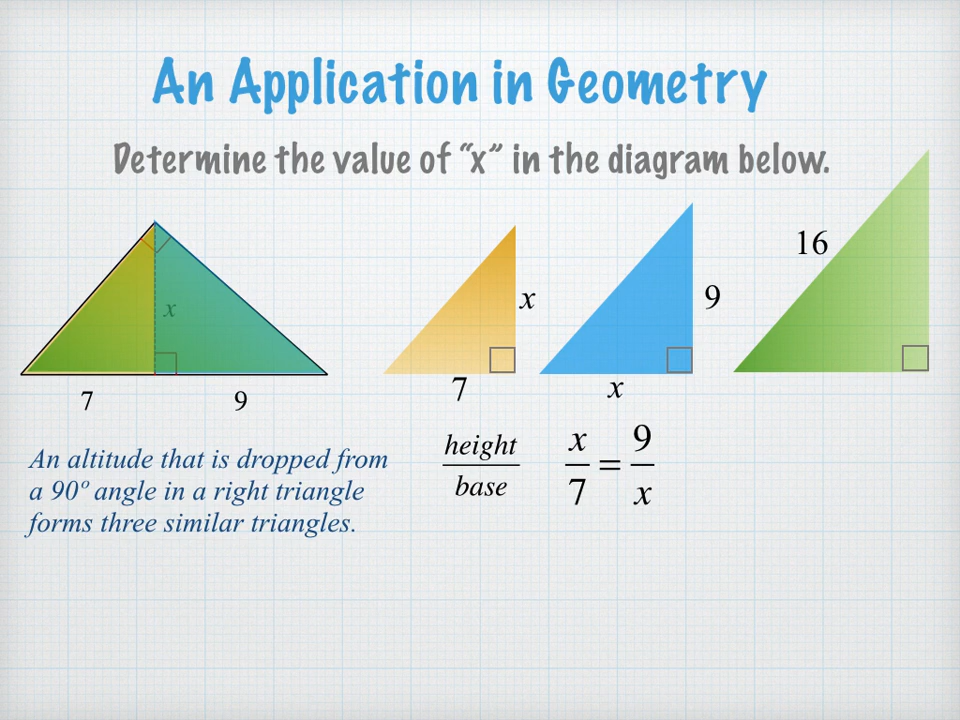 An Application in Geometry
Determine the value of “x” in the diagram below.
x
7 9
x
7
9
x
16
An altitude that is dropped from
a 90º angle in a right triangle
forms three similar triangles.
height
base
x/7 = 9/x